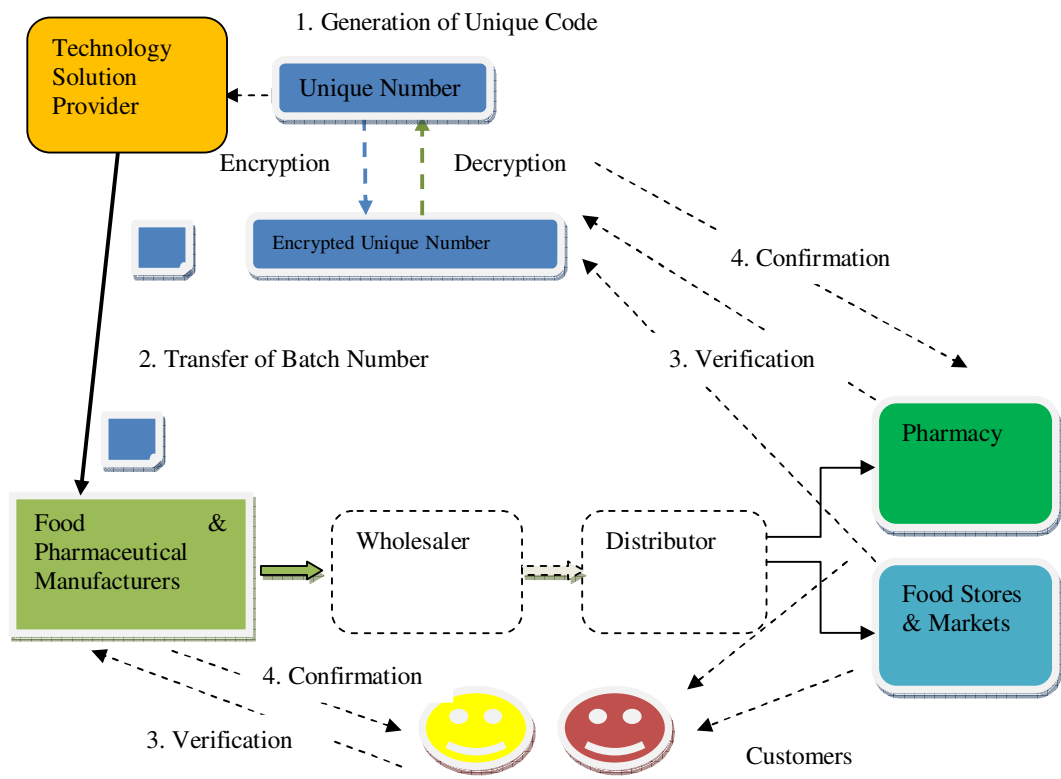 1. Generation of Unique Code
Technology
Solution
Provider
Unique Number
Encryption
Decryption
Encrypted Unique Number
4. Confirmation
2. Transfer of Batch Number
3. Verification
Pharmacy
Food &
Pharmaceutical
Manufacturers
Wholesaler
Distributor
Food Stores
& Markets
4. Confirmation
3. Verification
Customers